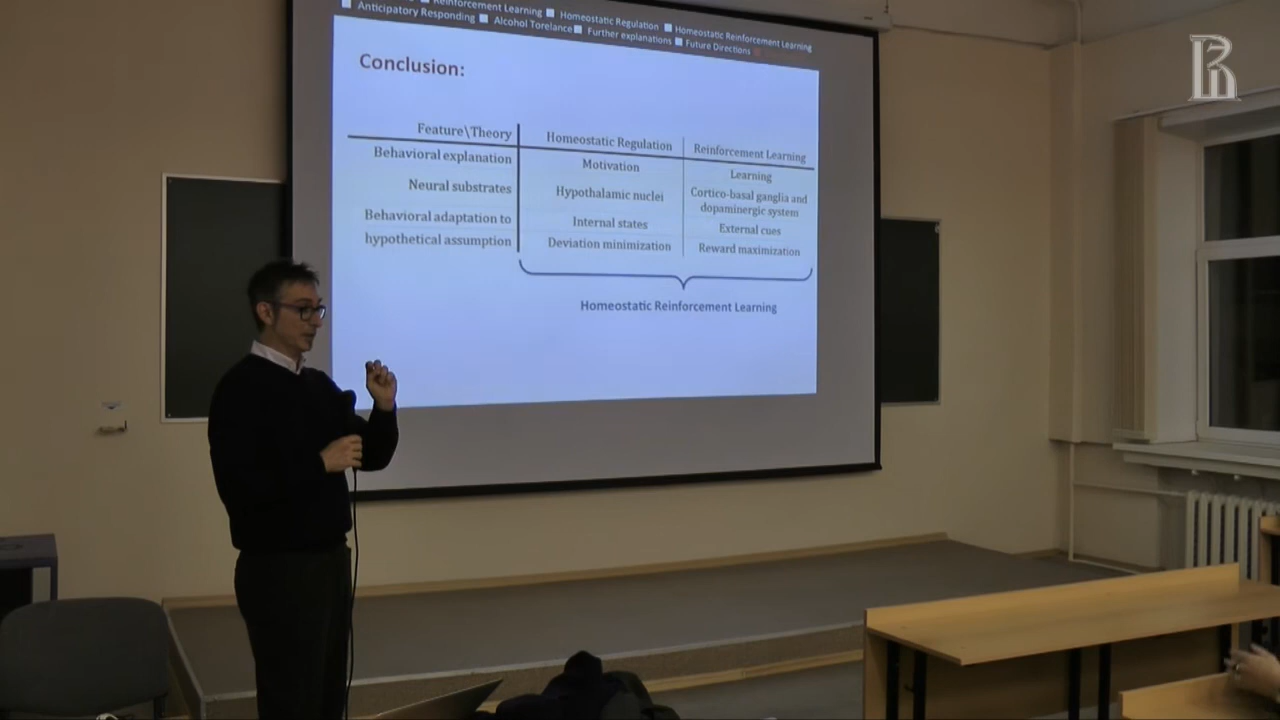 Reinforcement Learning Homeostatic Regulation Homeostatic Reinforcement Learning
Anticipatory Responding Alcohol Torelance Further explanations Future Directions
Conclusion:
Feature\Theory Homeostatic Regulation Reinforcement Learning
Behavioral explanation Motivation Learning
Neural substrates Hypothalamic nuclei Cortico-basal ganglia and
dopaminergic system
Behavioral adaptation to Internal states External cues
hypothetical assumption Deviation minimization Reward maximization
Homeostatic Reinforcement Learning